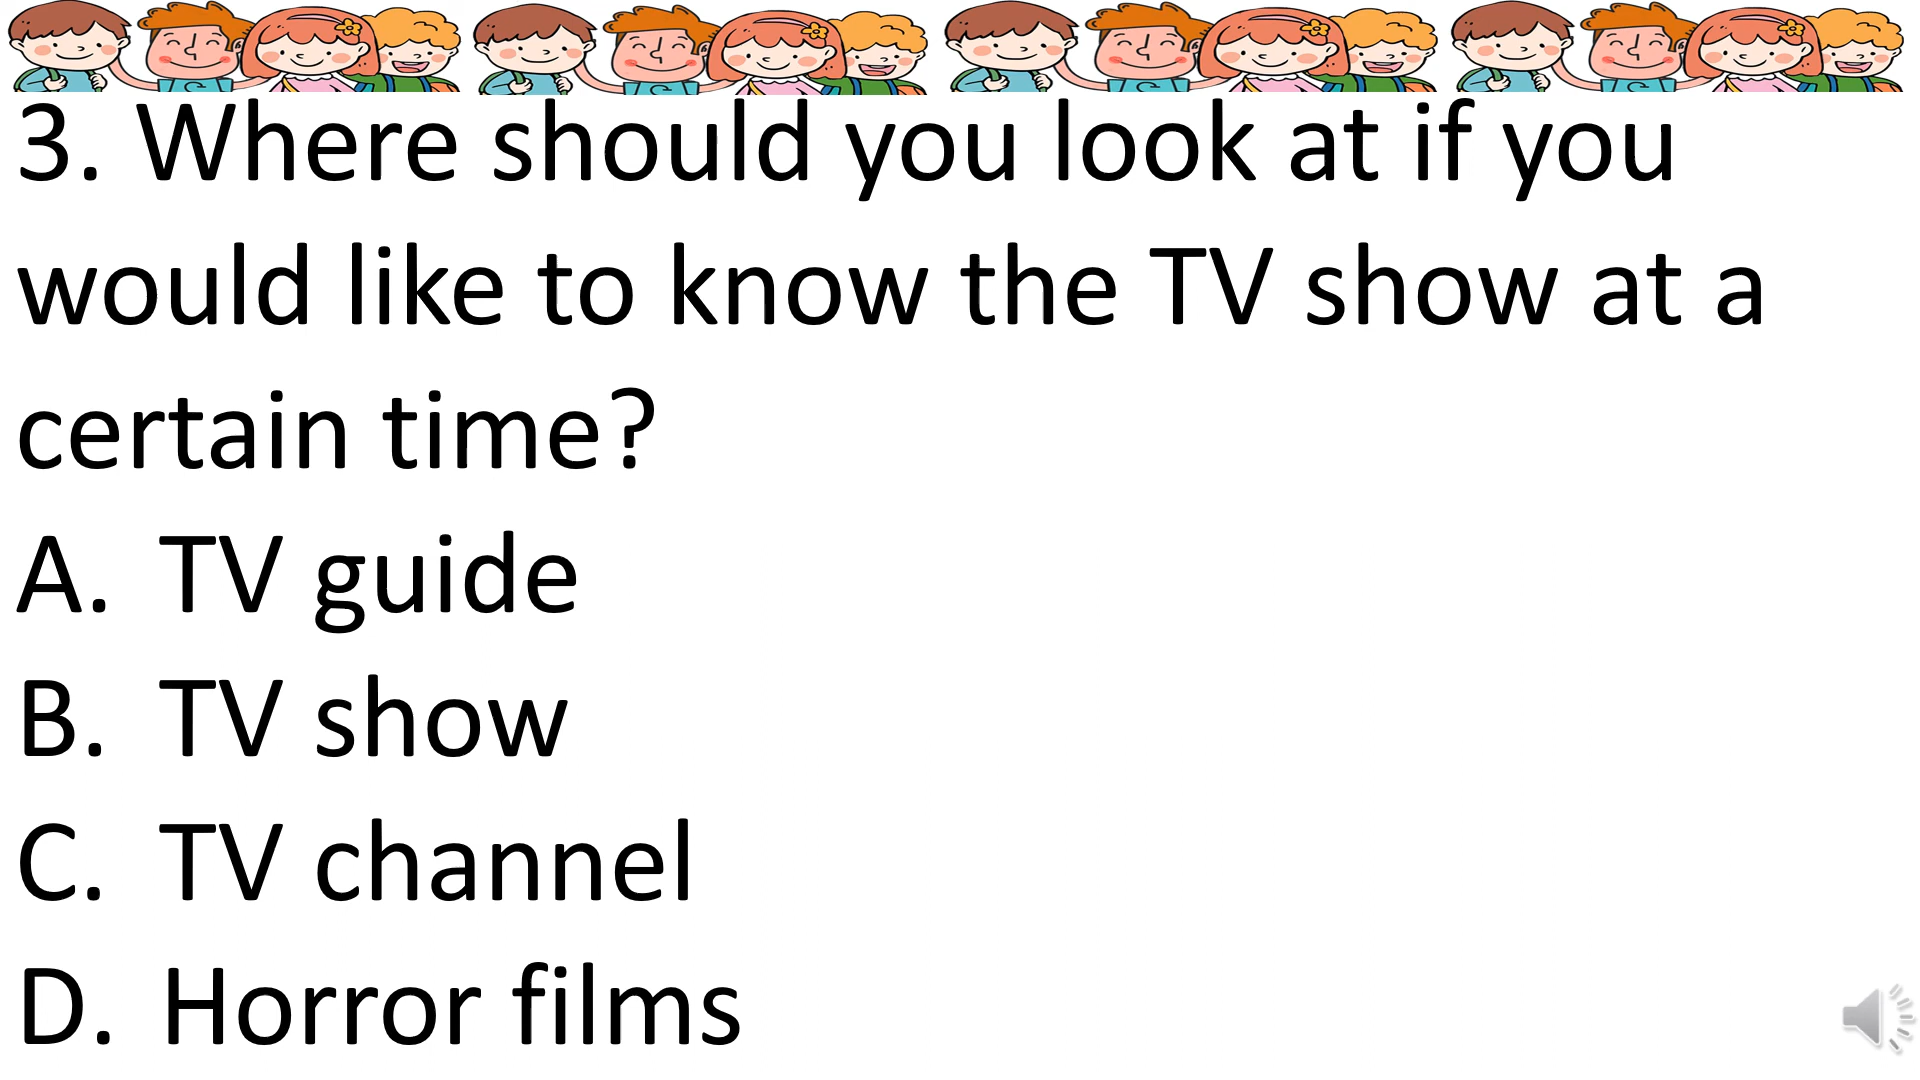 3. Where should you look at if you
would like to know the TV show at a
certain time?
A. TV guide
B. TV show
C. TV channel
D. Horror films